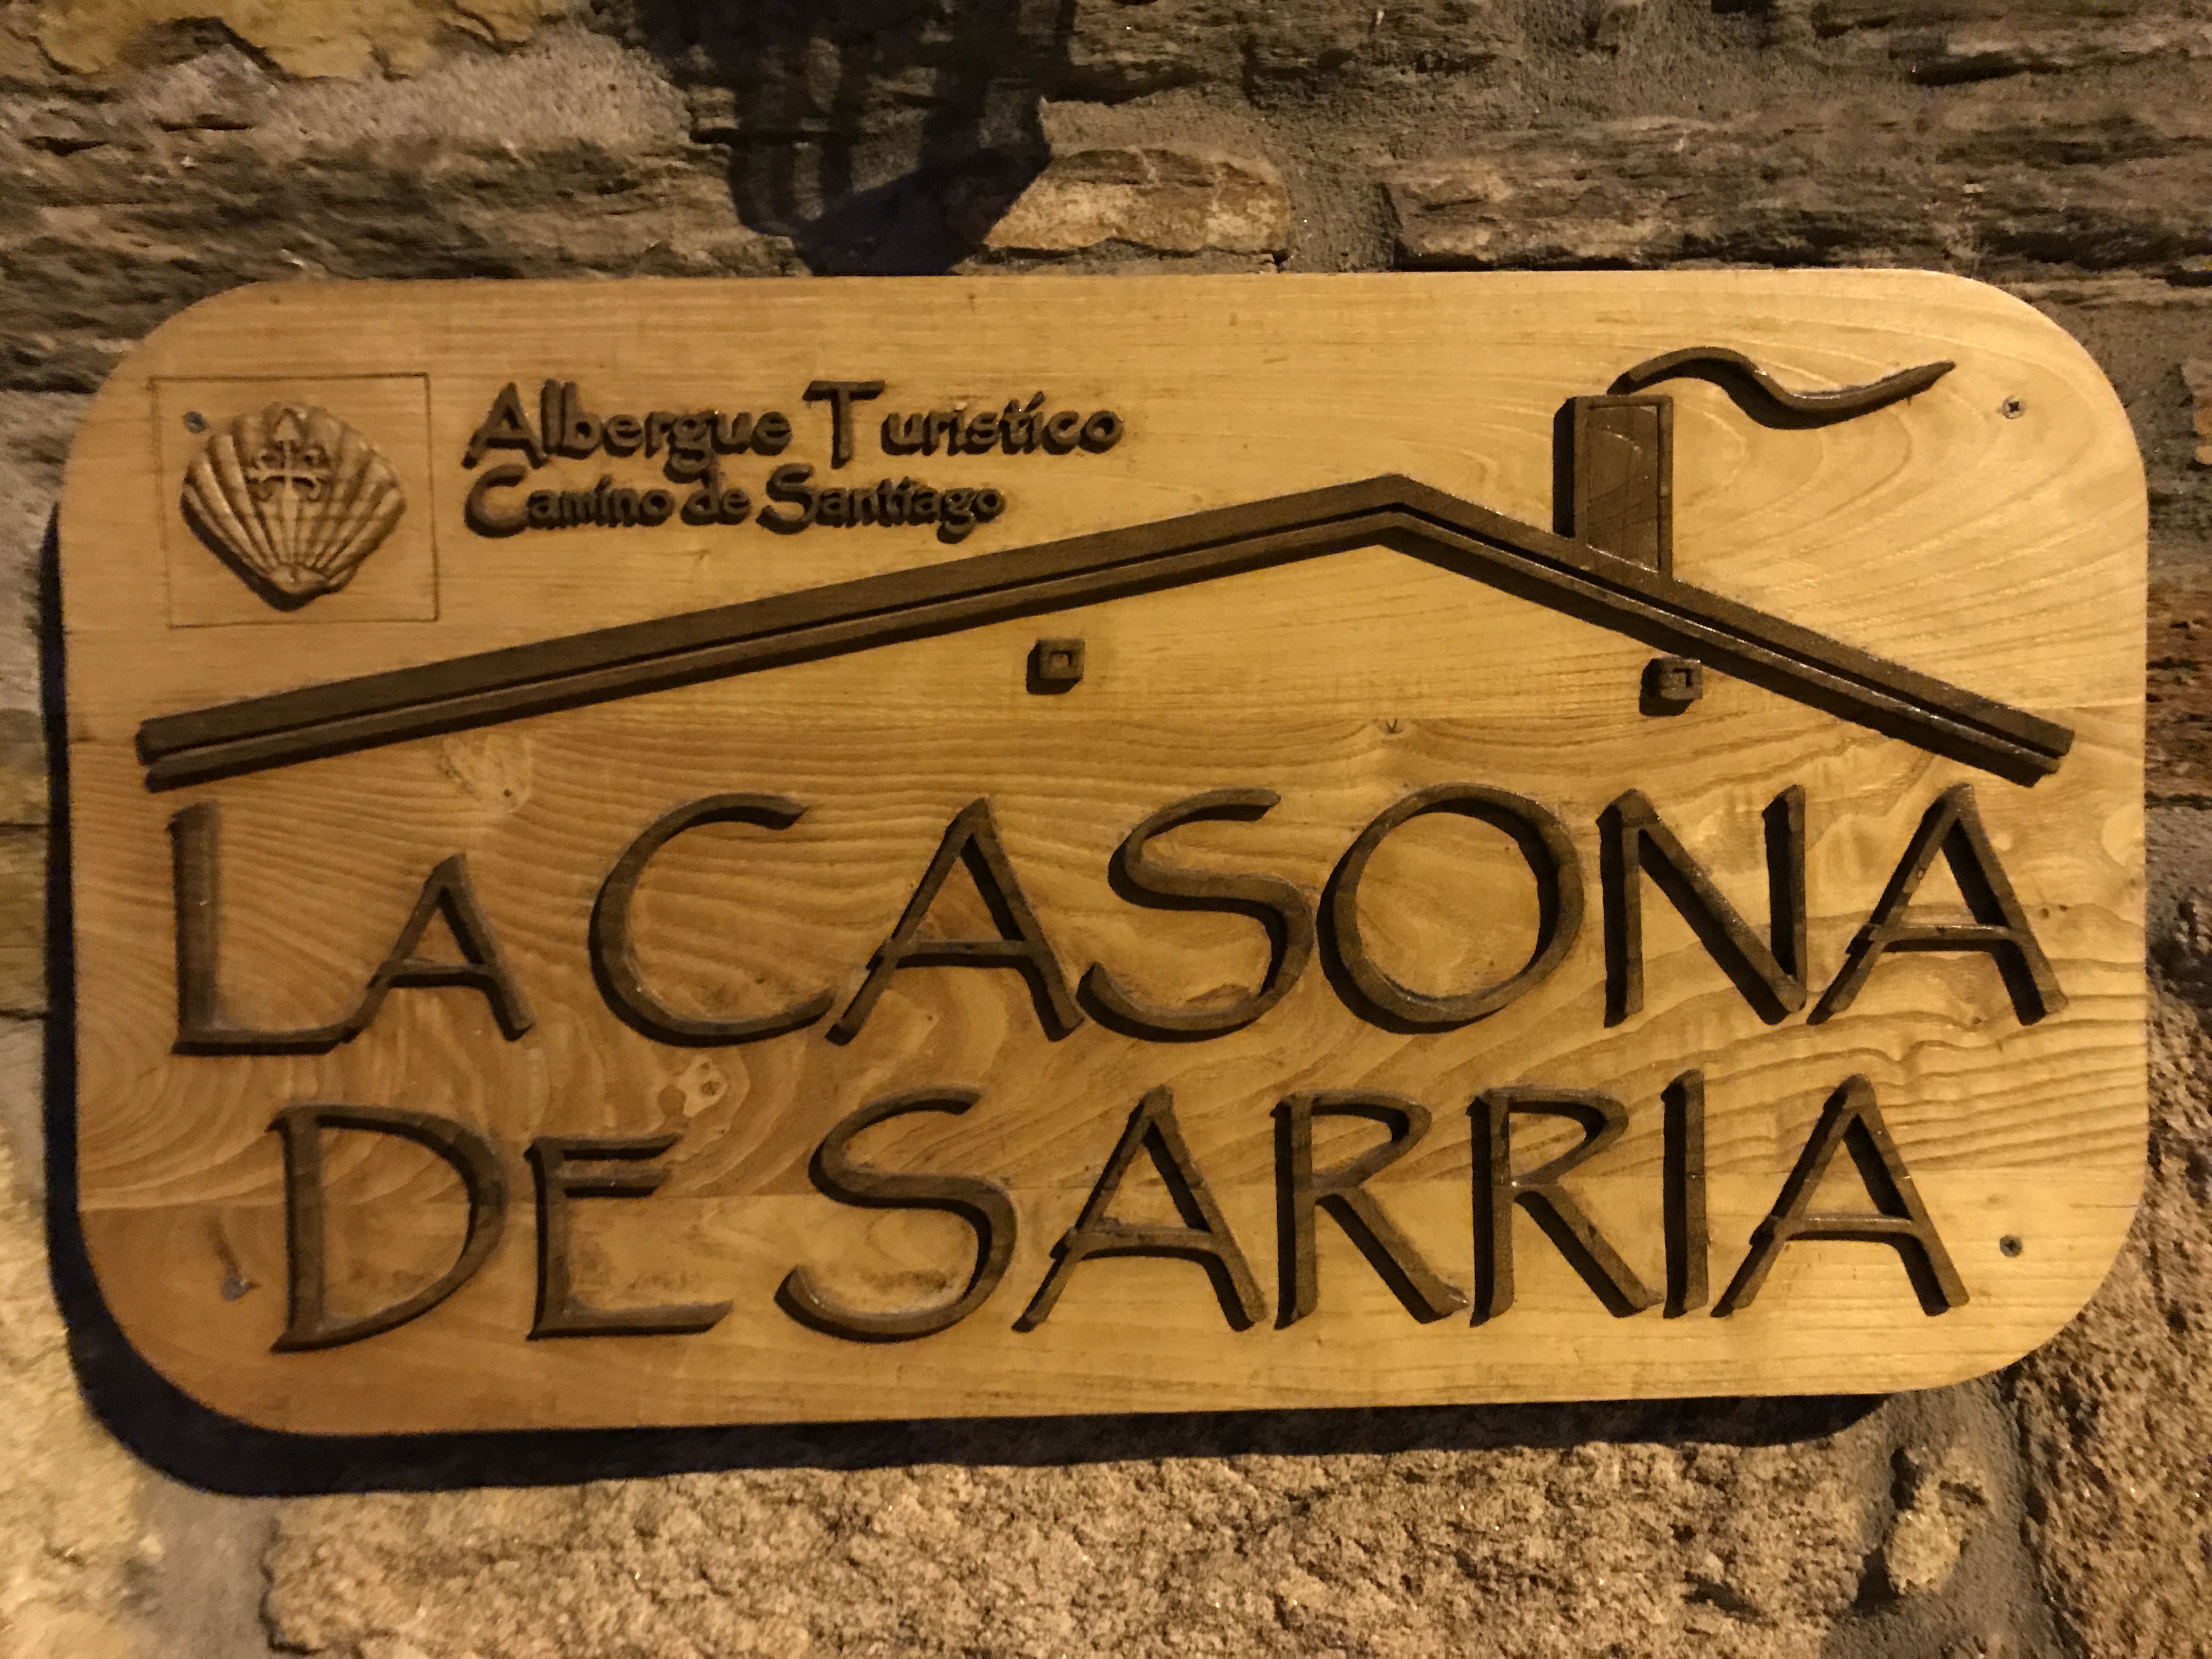 Albergue Turistíco
Camino de Santiago
LA CASONA
DE SARRIA